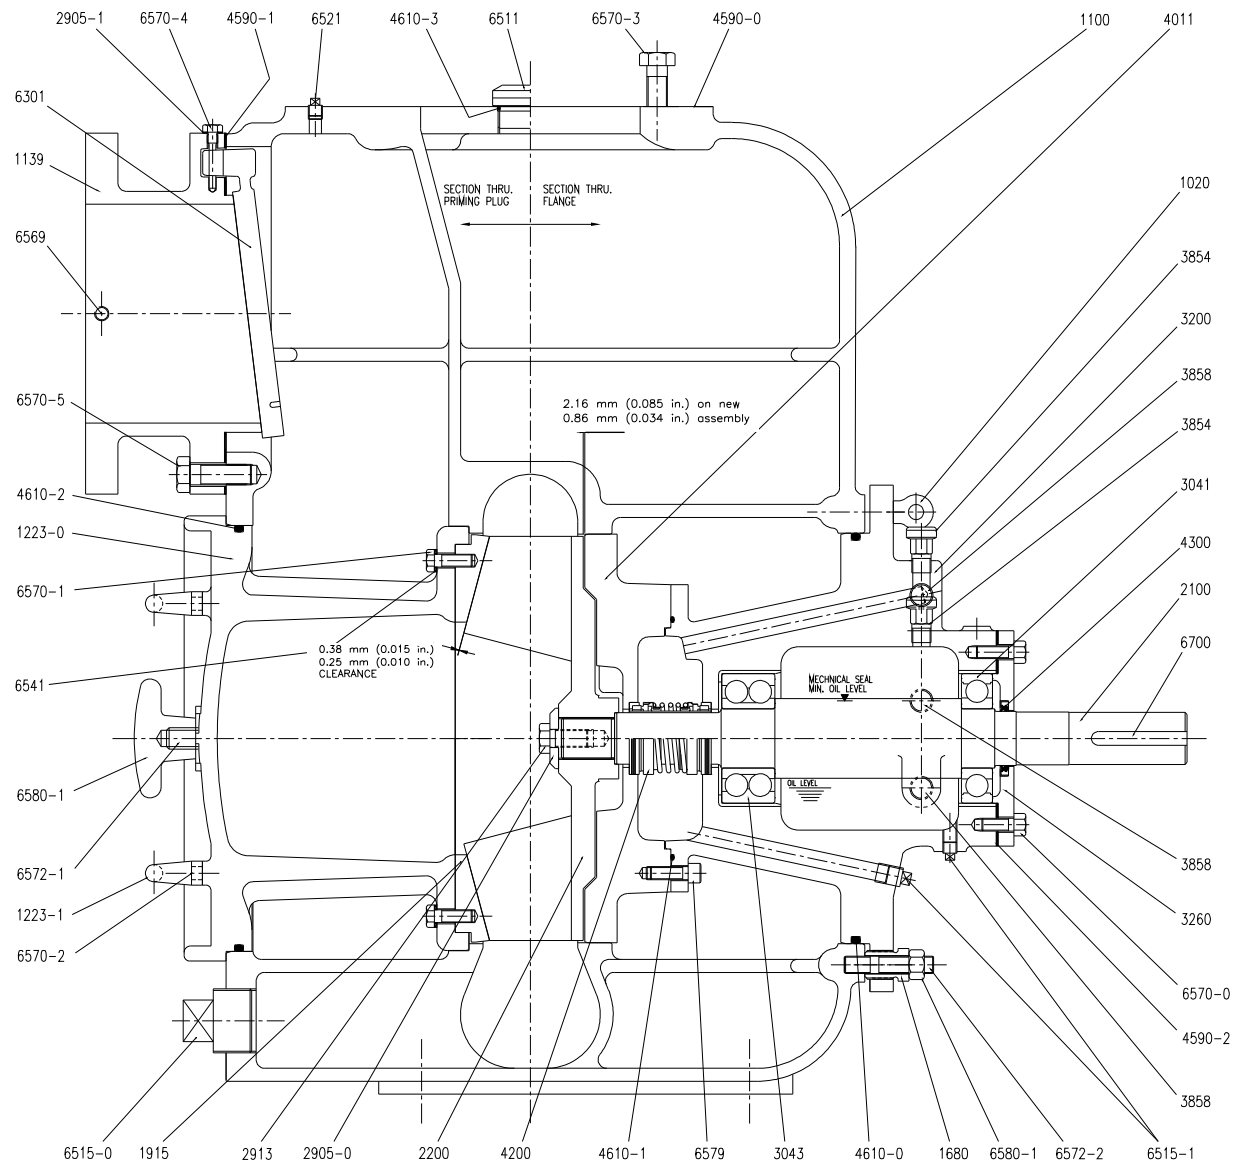 2905-1 6570-4 4590-1 6521 4610-3 6511 6570-3 4590-0 1100 4011
6301
1139
6569
6570-5
4610-2
1223-0
6570-1
6541
6580-1
6572-1
1223-1
6570-2
SECTION THRU.
PRIMING PLUG
SECTION THRU.
FLANGE
2.16 mm (0.085 in.) on new
0.86 mm (0.034 in.) assembly
0.38 mm (0.015 in.)
0.25 mm (0.010 in.)
CLEARANCE
MECHNICAL SEAL
MIN. OIL LEVEL
OIL LEVEL
1020
3854
3200
3858
3854
3041
4300
2100
6700
3858
3260
6570-0
4590-2
3858
6515-0 1915 2913 2905-0 2200 4200 4610-1 6579 3043 4610-0 1680 6580-1 6572-2 6515-1